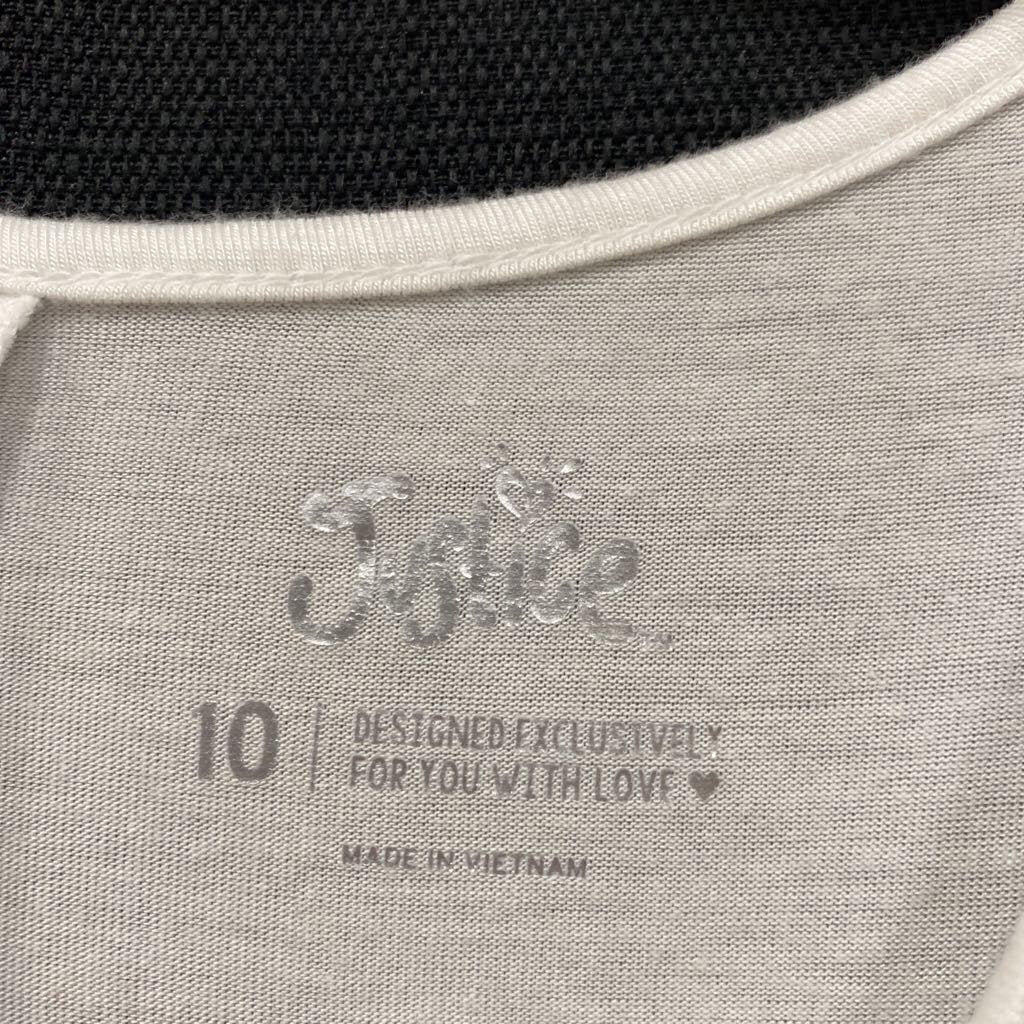 Justice
10
DESIGNED EXCLUSIVELY
FOR YOU WITH LOVE ♥
MADE IN VIETNAM